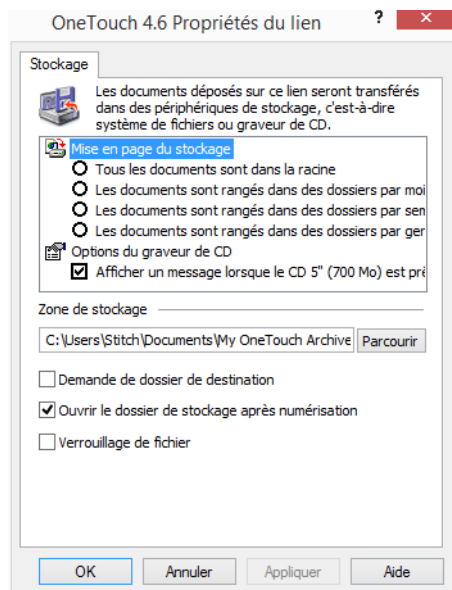 OneTouch 4.6 Propriétés du lien
?
Stockage
Les documents déposés sur ce lien seront transférés
dans des périphériques de stockage, c'est-à-dire
système de fichiers ou graveur de CD.
Mise en page du stockage
Tous les documents sont dans la racine
Les documents sont rangés dans des dossiers par moi
Les documents sont rangés dans des dossiers par sen
Les documents sont rangés dans des dossiers par ger
Options du graveur de CD
Afficher un message lorsque le CD 5" (700 Mo) est pré
Zone de stockage
C:\Users\Stitch\Documents\My OneTouch Archive Parcourir
Demande de dossier de destination
Ouvrir le dossier de stockage après numérisation
Verrouillage de fichier
OK Annuler Appliquer Aide